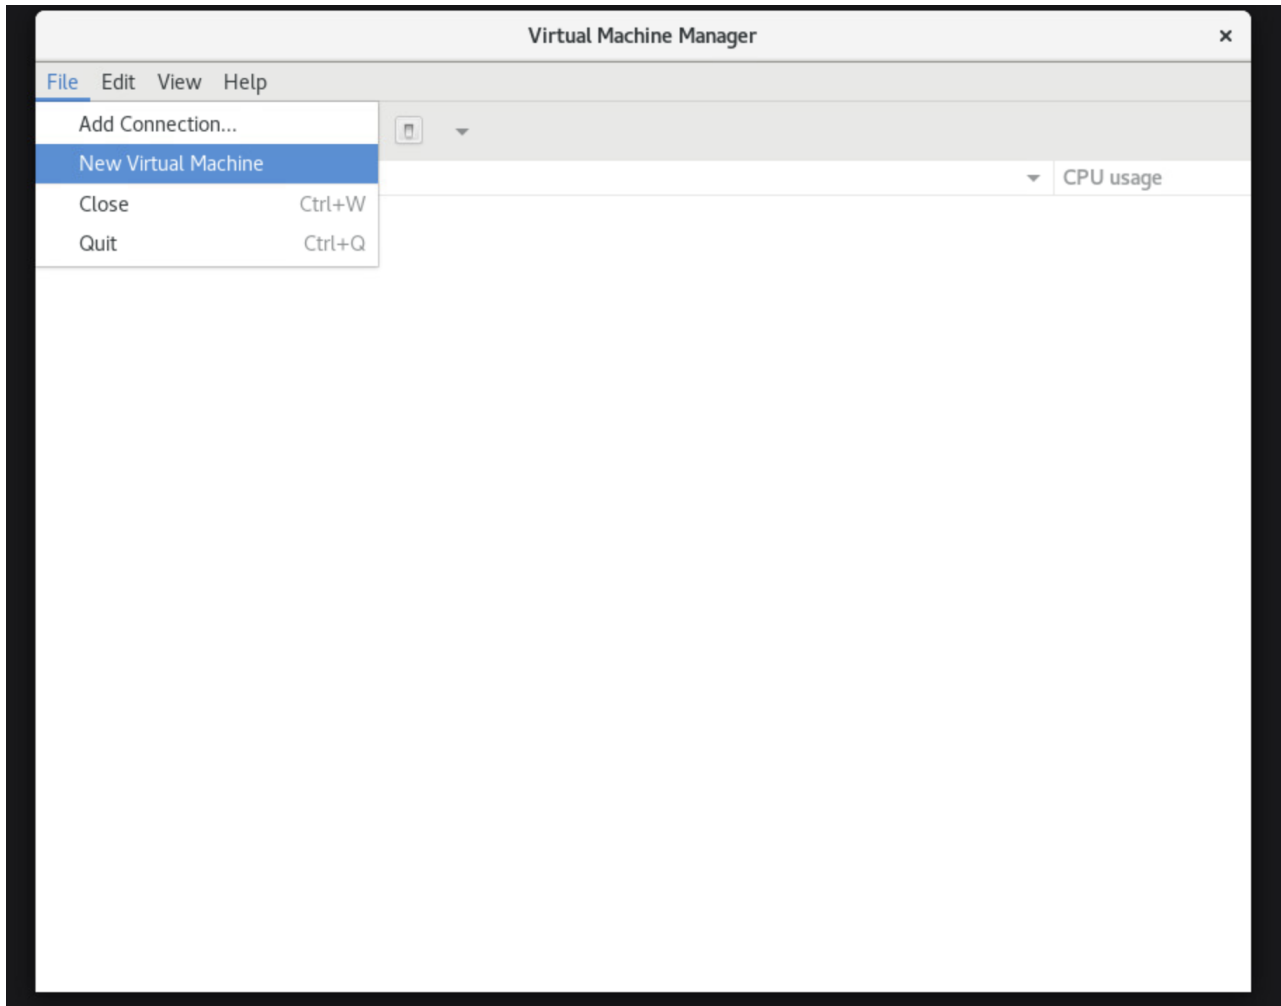 Virtual Machine Manager
File Edit View Help
Add Connection...
New Virtual Machine
CPU usage
Close Ctrl+W
Quit Ctrl+Q